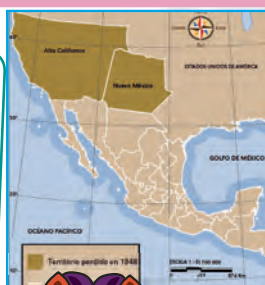 Alta California
Nuevo México
ESTADOS UNIDOS DE AMÉRICA
GOLFO DE MÉXICO
OCÉANO PACÍFICO
Territorio perdido en 1848